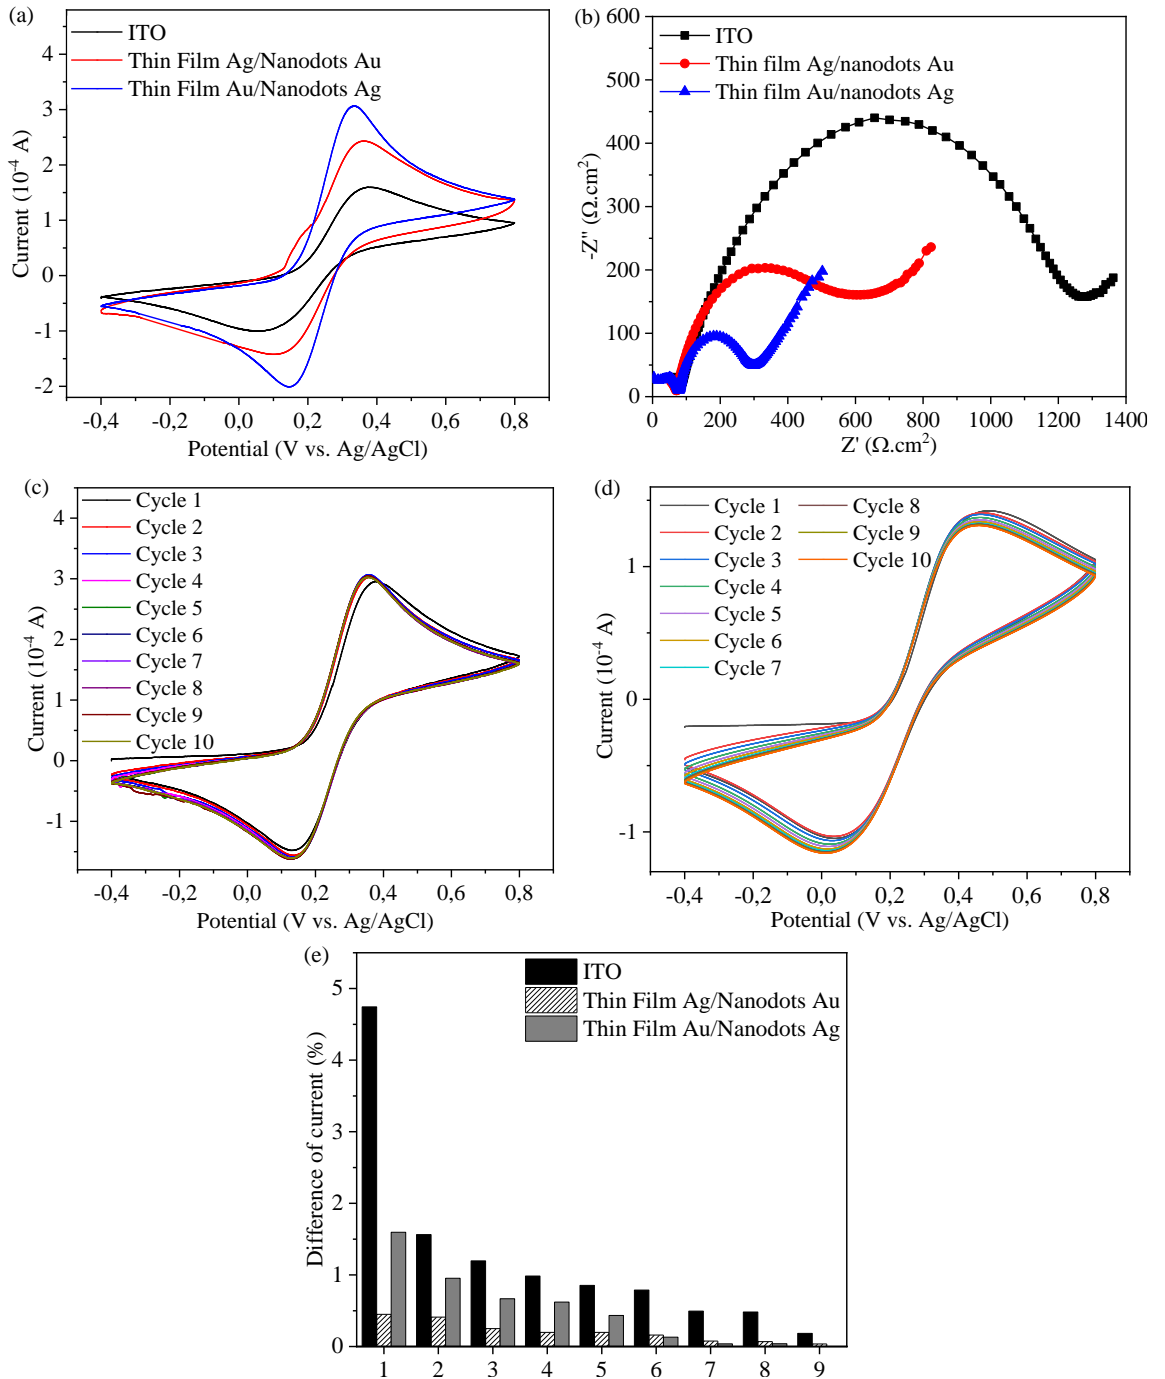 (a)
ITO
Thin Film Ag/Nanodots Au
Thin Film Au/Nanodots Ag
4
3
2
1
0
-1
-2
Current (10-4 A)
-0,4 -0,2 0,0 0,2 0,4 0,6 0,8
Potential (V vs. Ag/AgCl)
(b)
ITO
Thin film Ag/nanodots Au
Thin film Au/nanodots Ag
-600
500
400
300
200
100
0
-Z" (Ω.cm2)
0 200 400 600 800 1000 1200 1400
Z' (Ω.cm2)
(c)
Cycle 1
Cycle 2
Cycle 3
Cycle 4
Cycle 5
Cycle 6
Cycle 7
Cycle 8
Cycle 9
Cycle 10
4
3
2
1
0
-1
Current (10-4 A)
-0,4 -0,2 0,0 0,2 0,4 0,6 0,8
Potential (V vs. Ag/AgCl)
(d)
Cycle 1
Cycle 2
Cycle 3
Cycle 4
Cycle 5
Cycle 6
Cycle 7
Cycle 8
Cycle 9
Cycle 10
1
0
-1
Current (10-4 A)
-0,4 -0,2 0,0 0,2 0,4 0,6 0,8
Potential (V vs. Ag/AgCl)
(e)
ITO
Thin Film Ag/Nanodots Au
Thin Film Au/Nanodots Ag
5
4
3
2
1
0
Difference of current (%)
1 2 3 4 5 6 7 8 9